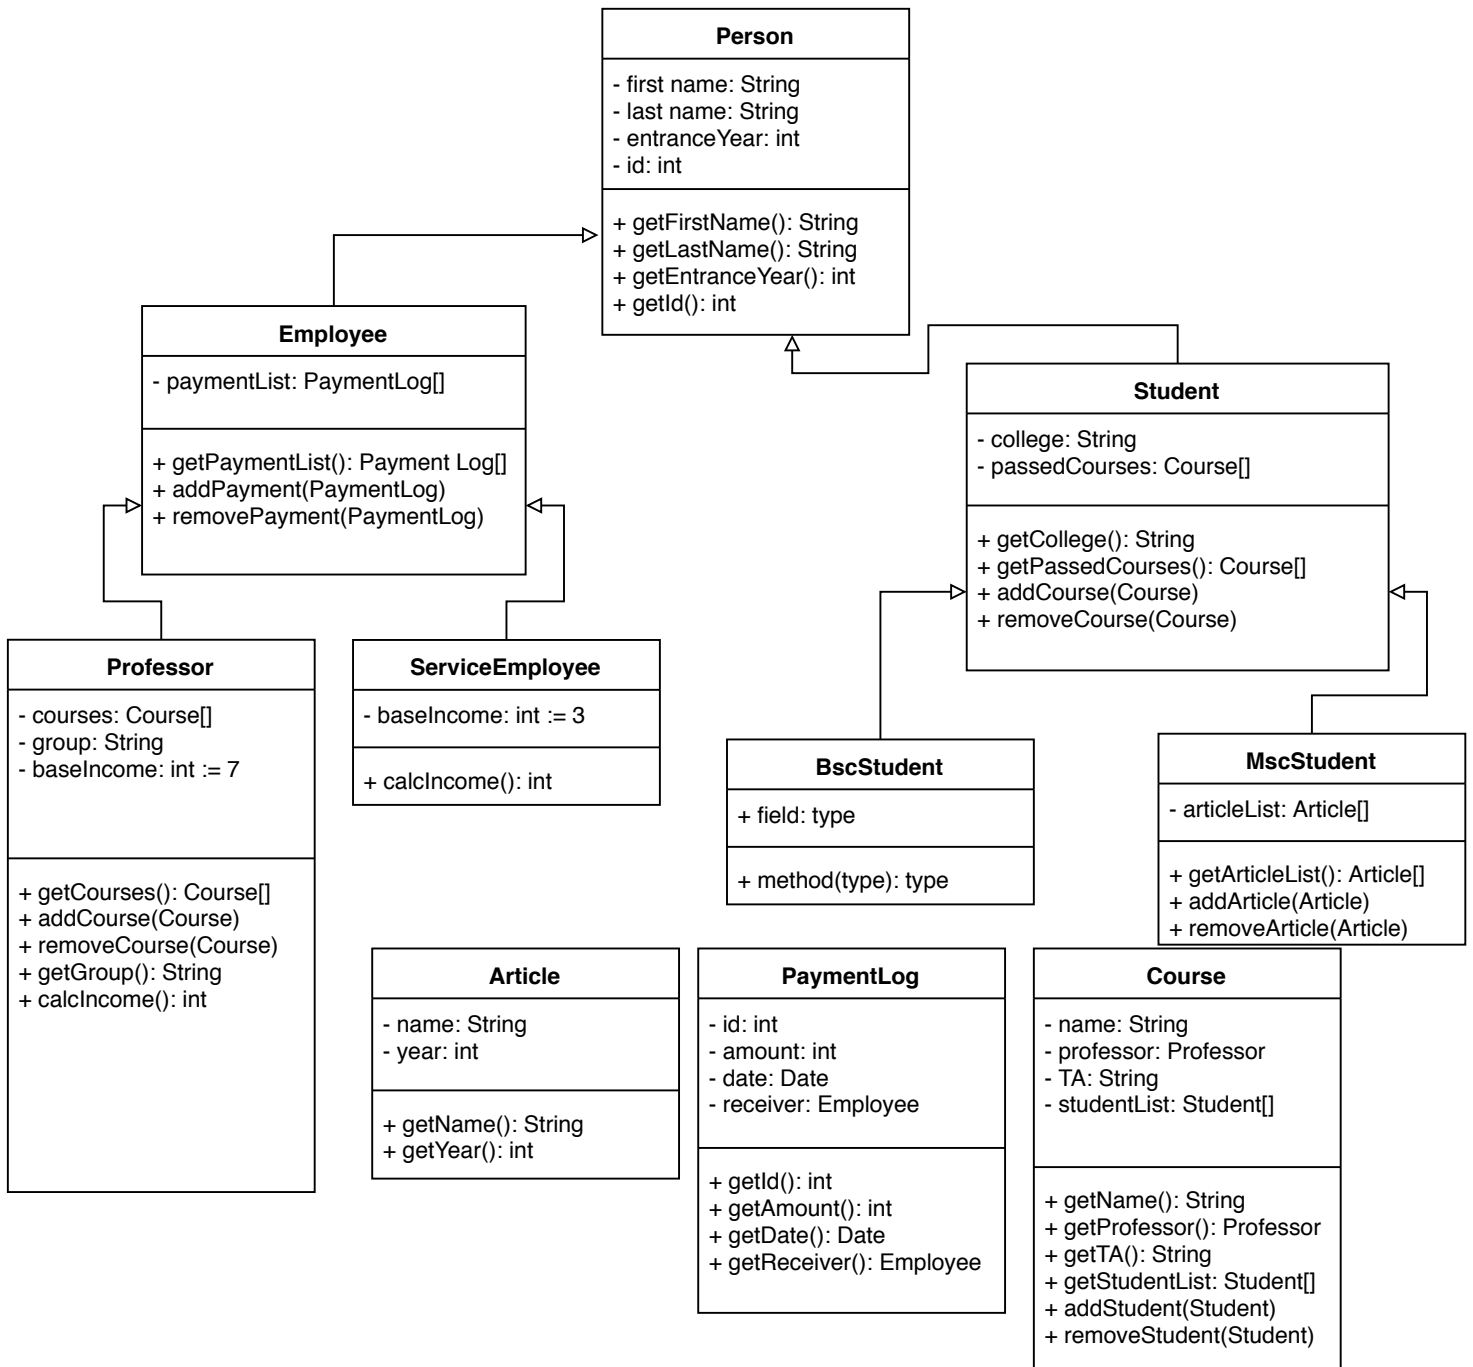 Person
- first name: String
- last name: String
- entranceYear: int
- id: int
+ getFirstName(): String
+ getLastName(): String
+ getEntranceYear(): int
+ getId(): int
Employee
- paymentList: PaymentLog[]
+ getPaymentList(): Payment Log[]
+ addPayment(PaymentLog)
+ removePayment(PaymentLog)
Student
- college: String
- passedCourses: Course[]
+ getCollege(): String
+ getPassedCourses(): Course[]
+ addCourse(Course)
+ removeCourse(Course)
Professor
- courses: Course[]
- group: String
- baseIncome: int := 7
+ getCourses(): Course[]
+ addCourse(Course)
+ removeCourse(Course)
+ getGroup(): String
+ calcIncome(): int
ServiceEmployee
- baseIncome: int := 3
+ calcIncome(): int
BscStudent
+ field: type
+ method(type): type
MscStudent
- articleList: Article[]
+ getArticleList(): Article[]
+ addArticle(Article)
+ removeArticle(Article)
Article
- name: String
- year: int
+ getName(): String
+ getYear(): int
PaymentLog
- id: int
- amount: int
- date: Date
- receiver: Employee
+ getId(): int
+ getAmount(): int
+ getDate(): Date
+ getReceiver(): Employee
Course
- name: String
- professor: Professor
- TA: String
- studentList: Student[]
+ getName(): String
+ getProfessor(): Professor
+ getTA(): String
+ getStudentList: Student[]
+ addStudent(Student)
+ removeStudent(Student)